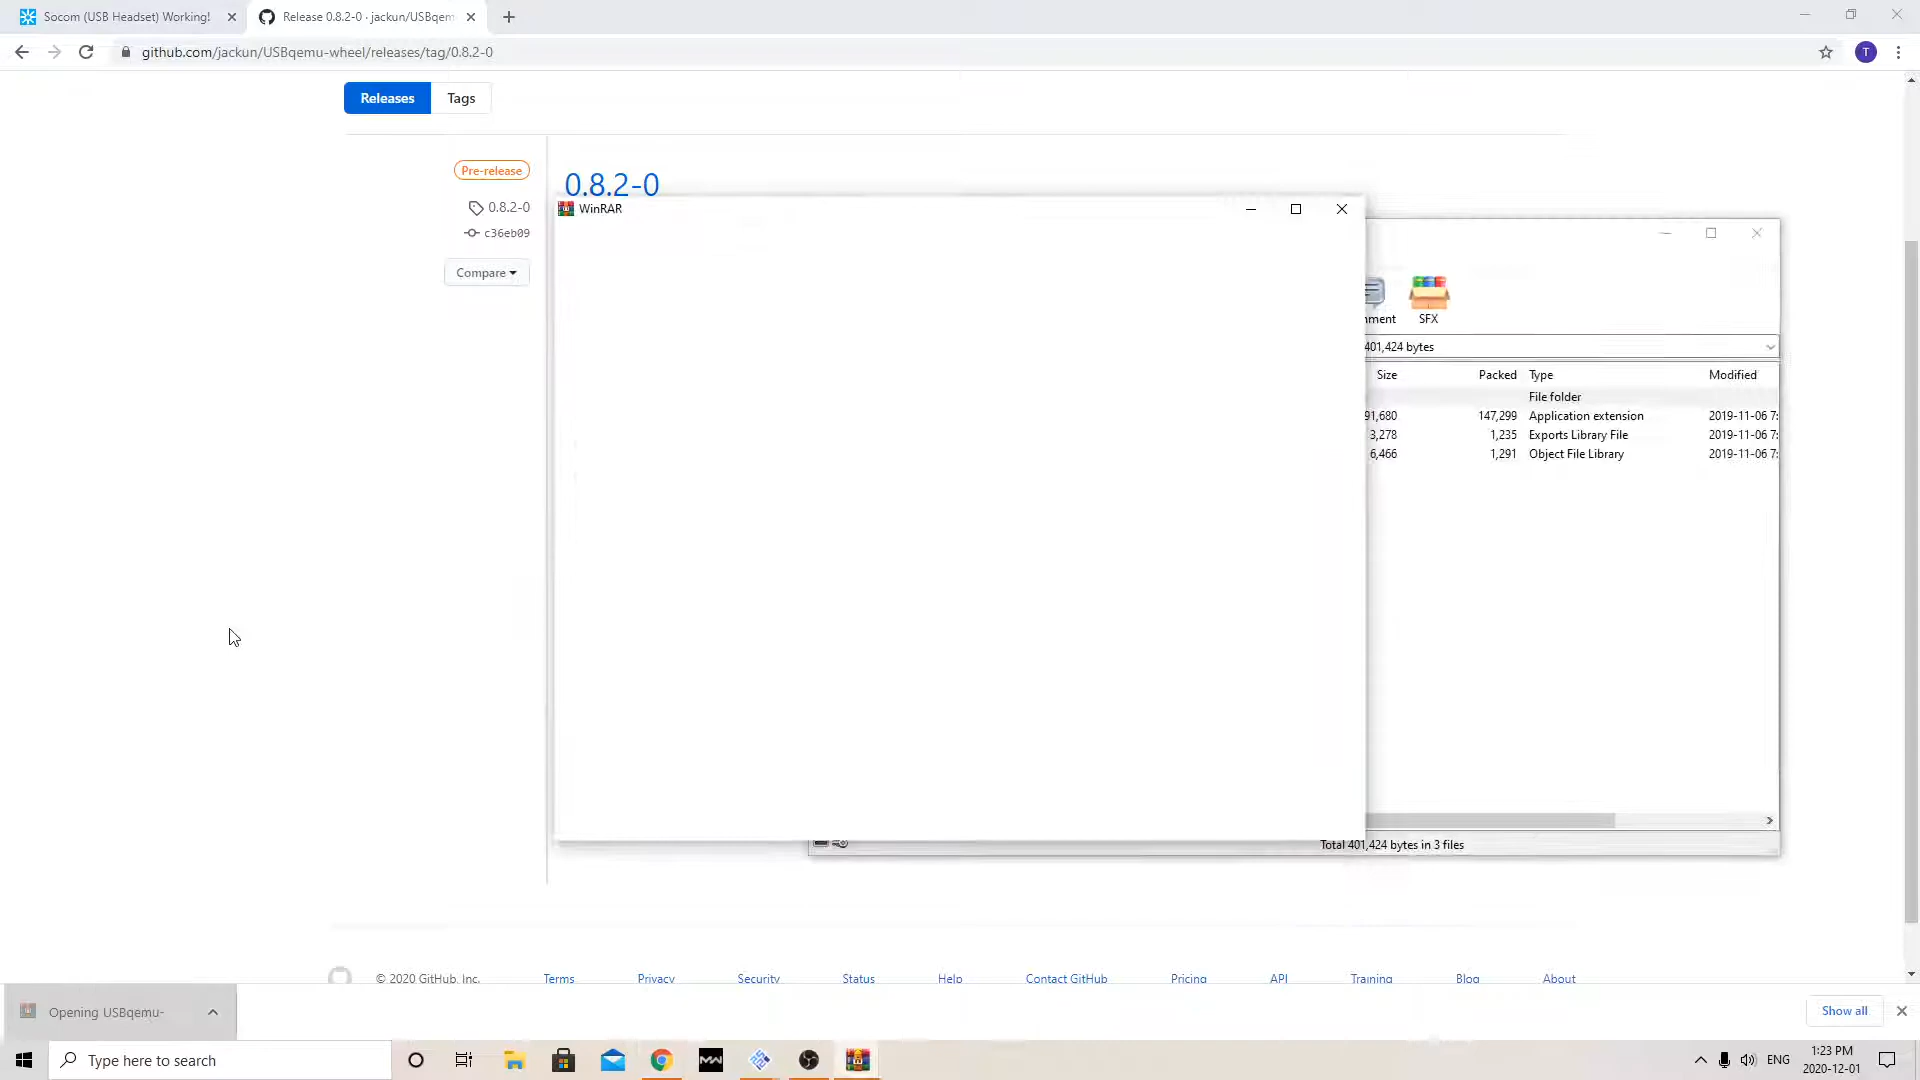 Socom (USB Headset) Working!
Release 0.8.2-0 · jackun/USBqem
github.com/jackun/USBqemu-wheel/releases/tag/0.8.2-0
T
Releases
Tags
Pre-release
0.8.2-0
c36eb09
Compare
0.8.2-0
WinRAR
SFX
401,424 bytes
Size
Packed
Type
Modified
File folder
91,680
147,299
Application extension
2019-11-06 7:
3,278
1,235
Exports Library File
2019-11-06 7:
6,466
1,291
Object File Library
2019-11-06 7:
Total 401,424 bytes in 3 files
© 2020 GitHub, Inc.
Terms
Privacy
Security
Status
Help
Contact GitHub
Pricing
API
Training
Blog
About
Opening USBqemu-
Show all
Type here to search
ENG
1:23 PM
2020-12-01